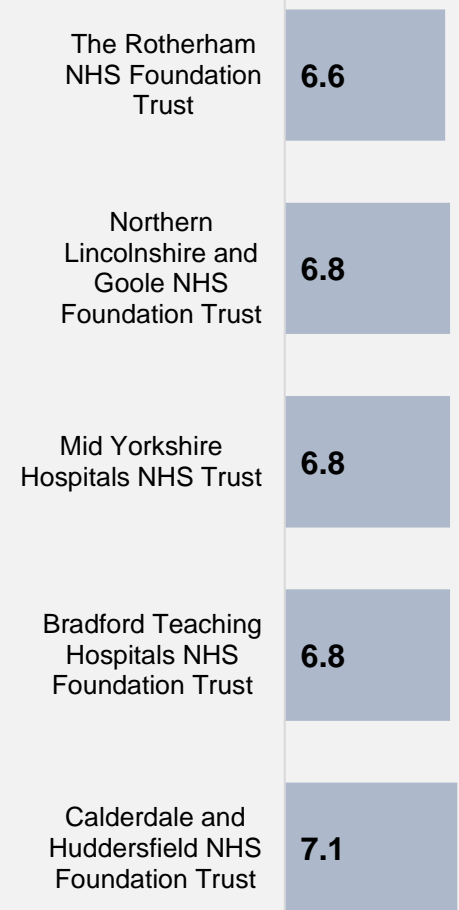 The Rotherham
NHS Foundation
Trust
6.6
Northern
Lincolnshire and
Goole NHS
Foundation Trust
6.8
Mid Yorkshire
Hospitals NHS Trust
6.8
Bradford Teaching
Hospitals NHS
Foundation Trust
6.8
Calderdale and
Huddersfield NHS
Foundation Trust
7.1